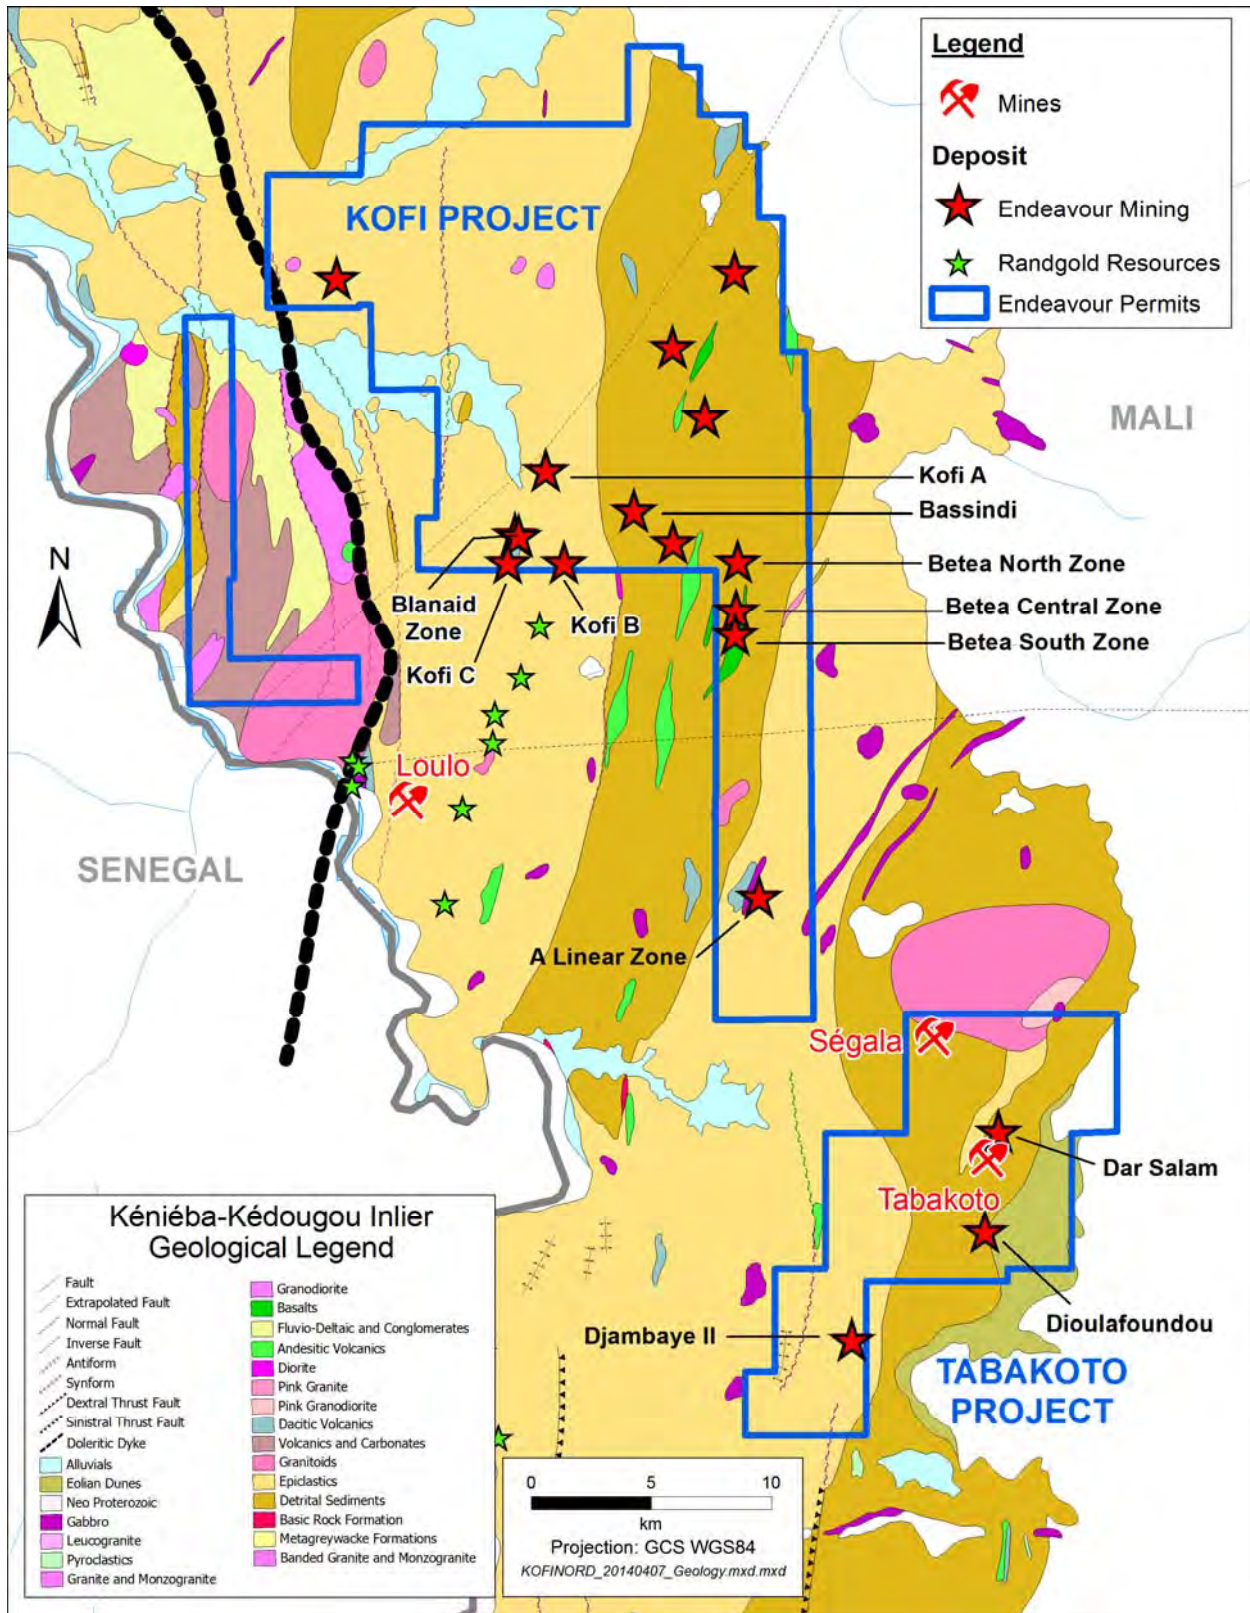 Legend
Mines
Deposit
Endeavour Mining
Randgold Resources
Endeavour Permits
KOFI PROJECT
MALI
Kofi A
Bassindi
Betea North Zone
Betea Central Zone
Betea South Zone
N
Blanaid
Zone
Kofi B
Kofi C
Loulo
SENEGAL
A Linear Zone
Ségala
Dar Salam
Tabakoto
Dioulafoundou
Djambaye II
TABAKOTO
PROJECT
Kéniéba-Kédougou Inlier
Geological Legend
Fault
Extrapolated Fault
Normal Fault
Inverse Fault
Antiform
Synform
Dextral Thrust Fault
Sinistral Thrust Fault
Doleritic Dyke
Alluvials
Eolian Dunes
Neo Proterozoic
Gabbro
Leucogranite
Pyroclastics
Granite and Monzogranite
Granodiorite
Basalts
Fluvio-Deltaic and Conglomerates
Andesitic Volcanics
Diorite
Pink Granite
Pink Granodiorite
Dacitic Volcanics
Volcanics and Carbonates
Granitoids
Epiclastics
Detrital Sediments
Basic Rock Formation
Metagreywacke Formations
Banded Granite and Monzogranite
0 5 10
km
Projection: GCS WGS84
KOFINORD_20140407_Geology.mxd.mxd